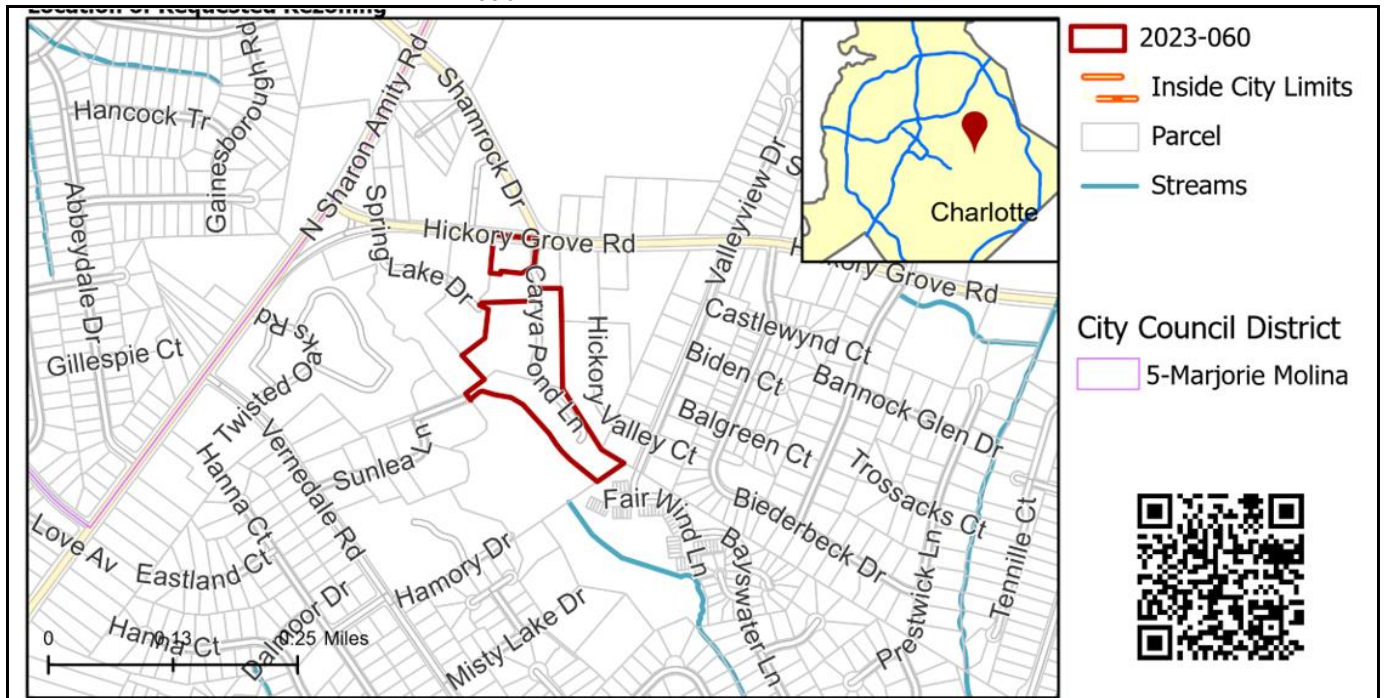 Location of Requested Rezoning
2023-060
Inside City Limits
Parcel
Streams
City Council District
5-Marjorie Molina
Charlotte
Hancock Tr
Gainesborough Rd
Abbeydale Dr
Gillespie Ct
N Sharon Amity Rd
Shamrock Dr
Spring Lake Dr
Hickory Grove Rd
Hickory Grove Rd
Valleyview Dr
Carya Pond Ln
Hickory Valley Ct
Castlewynd Ct
Biden Ct
Bannock Glen Dr
Balgreen Ct
Trossacks Ct
Twisted Oaks Rd
Vernedale Rd
Sunlea Ln
Hanna Ct
Fair Wind Ln
Biederbeck Dr
Bayswater Ln
Prestwick Ln
Tennille Ct
Love Av
Eastland Ct
Hamory Dr
Misty Lake Dr
Dalmoor Dr
Hanna Ct
0 0.13 0.25 Miles